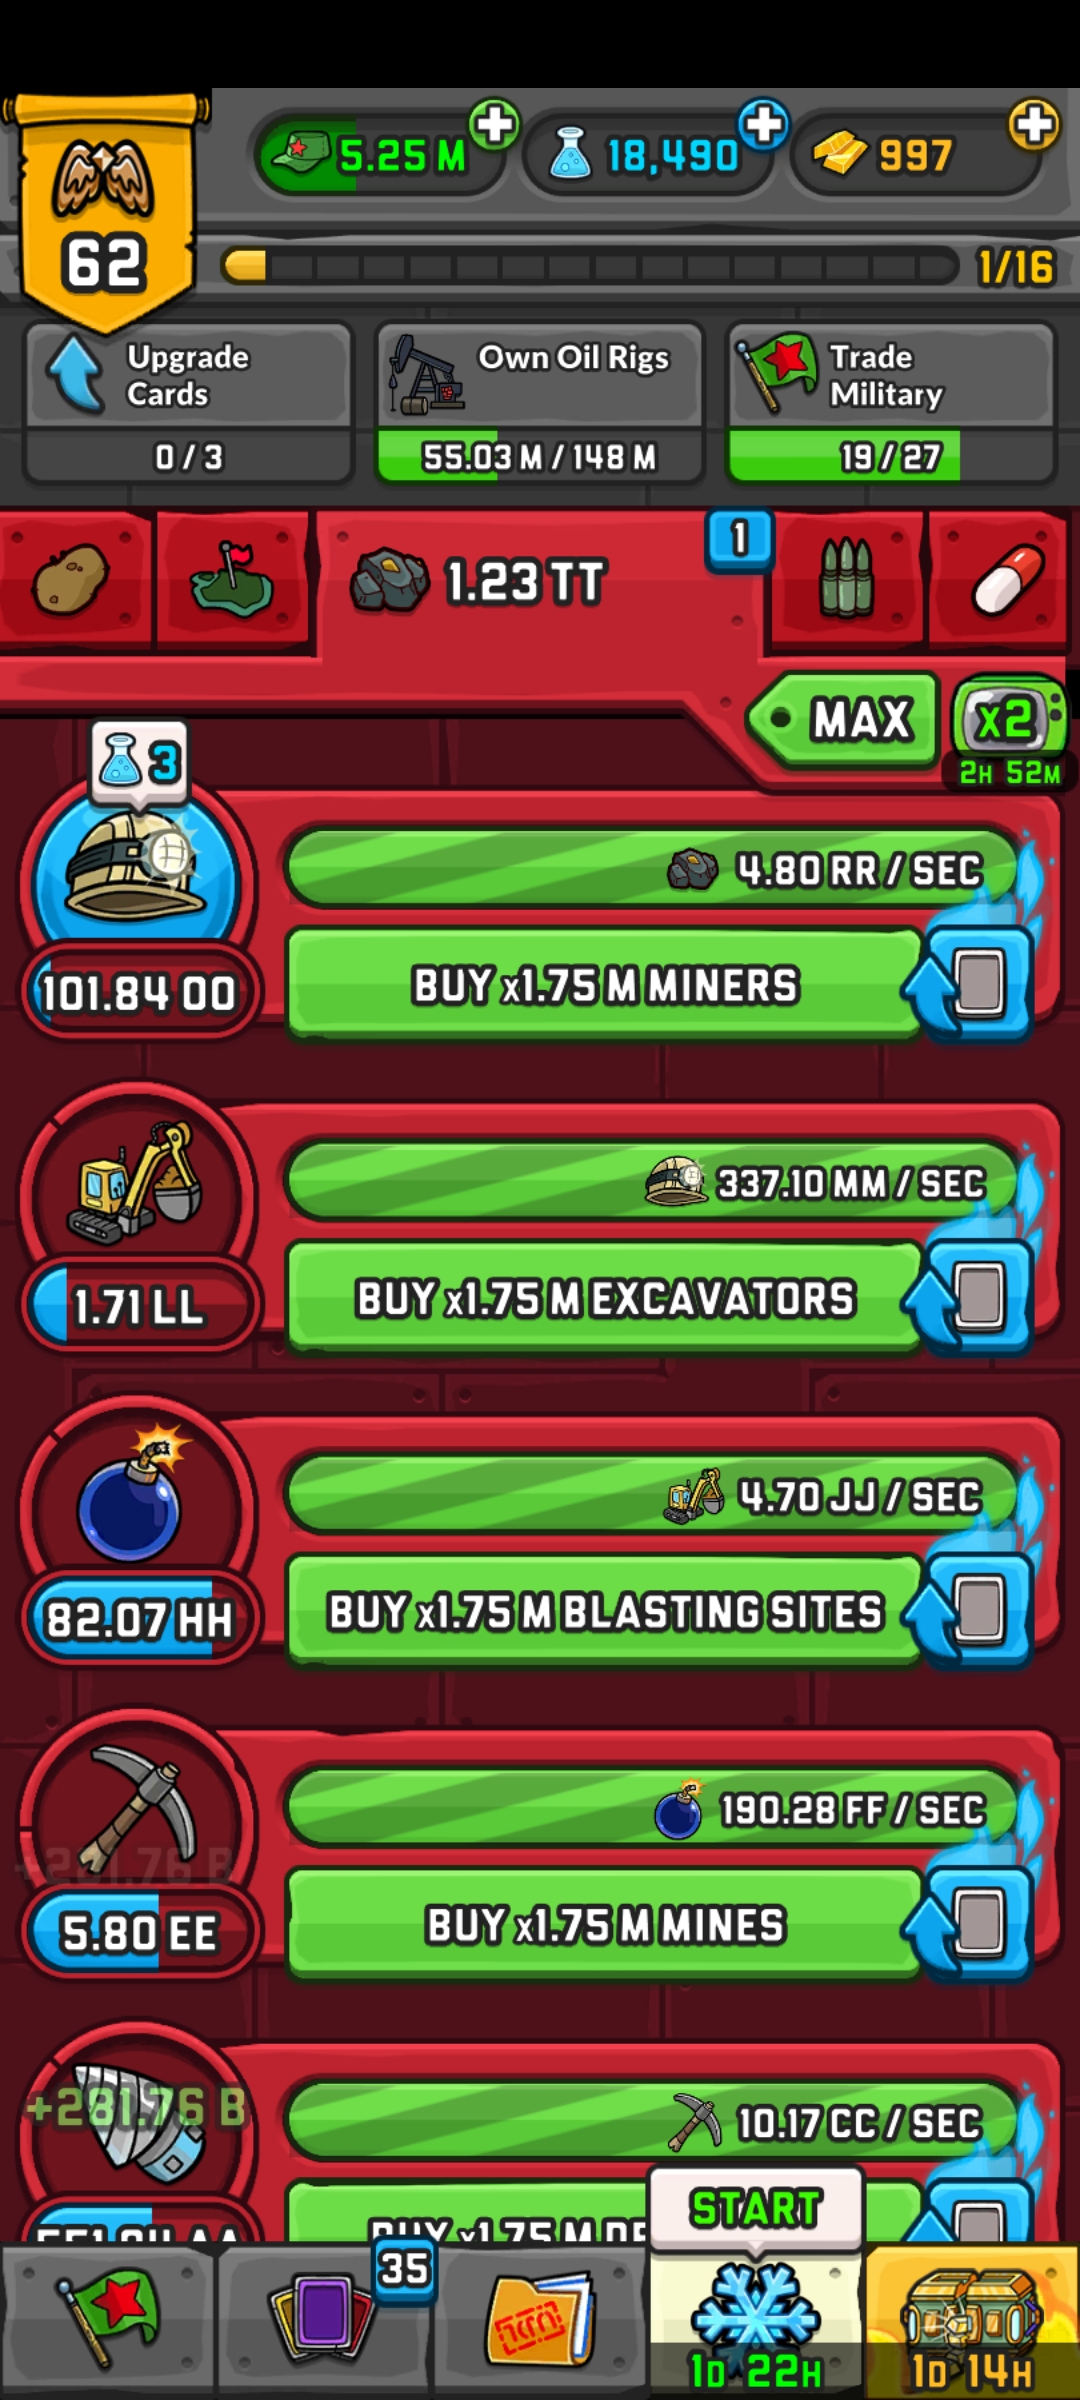 62
5.25 M
18,490
997
1/16
Upgrade
Cards
0 / 3
Own Oil Rigs
55.03 M / 148 M
Trade
Military
19 / 27
1.23 TT
1
MAX
x2
2H 52M
3
4.80 RR / SEC
101.84 OO
BUY x1.75 M MINERS
337.10 MM / SEC
1.71 LL
BUY x1.75 M EXCAVATORS
4.70 JJ / SEC
82.07 HH
BUY x1.75 M BLASTING SITES
190.28 FF / SEC
+281.76 B
5.80 EE
BUY x1.75 M MINES
+281.76 B
10.17 CC / SEC
BUY x1.75 M
START
35
1D 22H
1D 14H